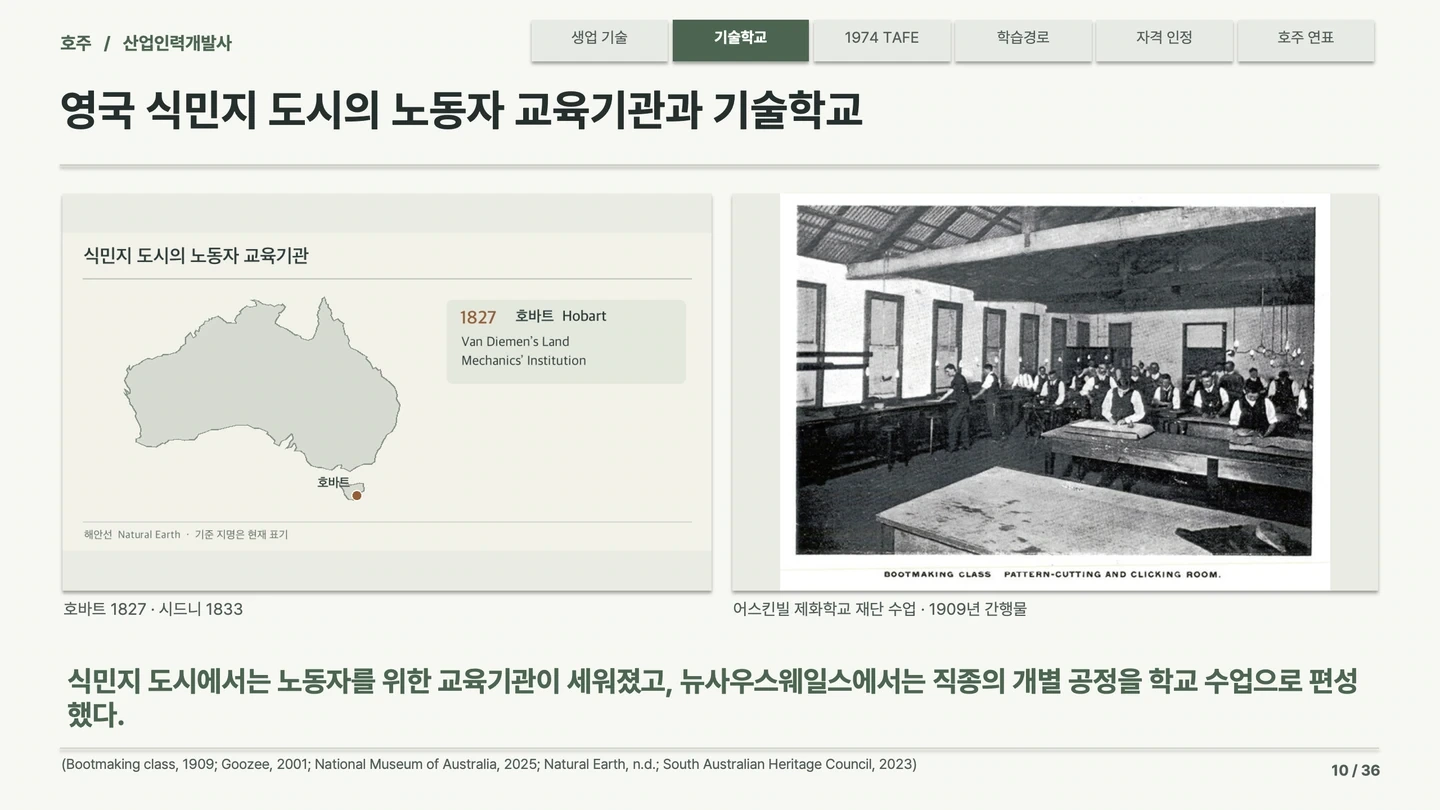 호주 / 산업인력개발사
생업 기술
기술학교
1974 TAFE
학습경로
자격 인정
호주 연표
영국 식민지 도시의 노동자 교육기관과 기술학교
식민지 도시의 노동자 교육기관
1827 호바트 Hobart
Van Diemen's Land
Mechanics' Institution
호바트
해안선 Natural Earth · 기준 지명은 현재 표기
BOOTMAKING CLASS PATTERN-CUTTING AND CLICKING ROOM.
호바트 1827 · 시드니 1833
어스킨빌 제화학교 재단 수업 · 1909년 간행물
식민지 도시에서는 노동자를 위한 교육기관이 세워졌고, 뉴사우스웨일스에서는 직종의 개별 공정을 학교 수업으로 편성
했다.
(Bootmaking class, 1909; Goozee, 2001; National Museum of Australia, 2025; Natural Earth, n.d.; South Australian Heritage Council, 2023)
10 / 36